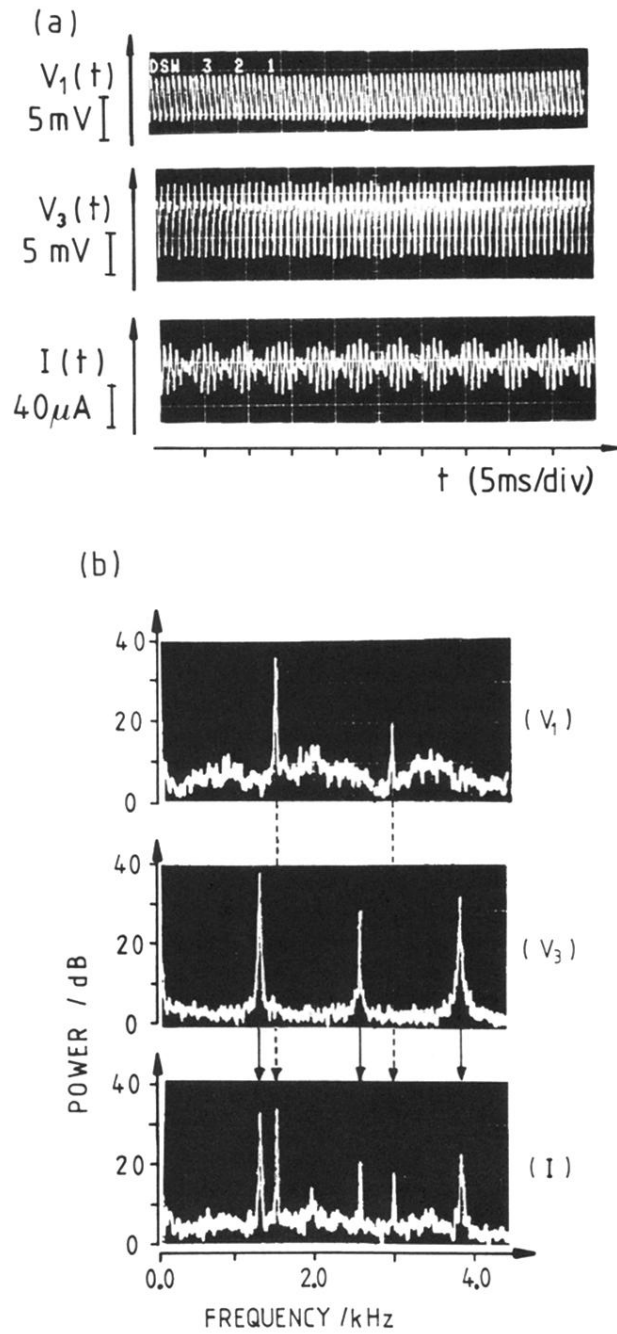 (a)
V₁(t)
5mV
DSW 3 2 1
V₃(t)
5 mV
I(t)
40μA
t (5ms/div)
(b)
40
20
0
(V₁)
40
20
0
(V₃)
POWER / dB
40
20
0
(I)
0.0 2.0 4.0
FREQUENCY /kHz